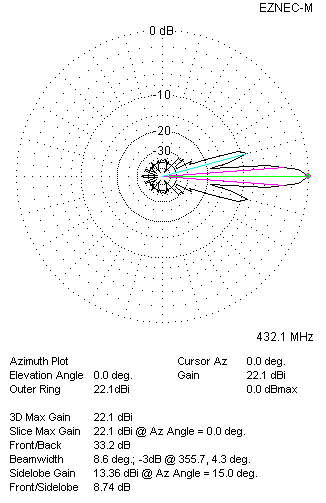 EZNEC-M
0 dB
-10
-20
-30
432.1 MHz
Azimuth Plot Cursor Az 0.0 deg.
Elevation Angle 0.0 deg. Gain 22.1 dBi
Outer Ring 22.1dBi 0.0 dBmax
3D Max Gain 22.1 dBi
Slice Max Gain 22.1 dBi @ Az Angle = 0.0 deg.
Front/Back 33.2 dB
Beamwidth 8.6 deg.; -3dB @ 355.7, 4.3 deg.
Sidelobe Gain 13.36 dBi @ Az Angle = 15.0 deg.
Front/Sidelobe 8.74 dB